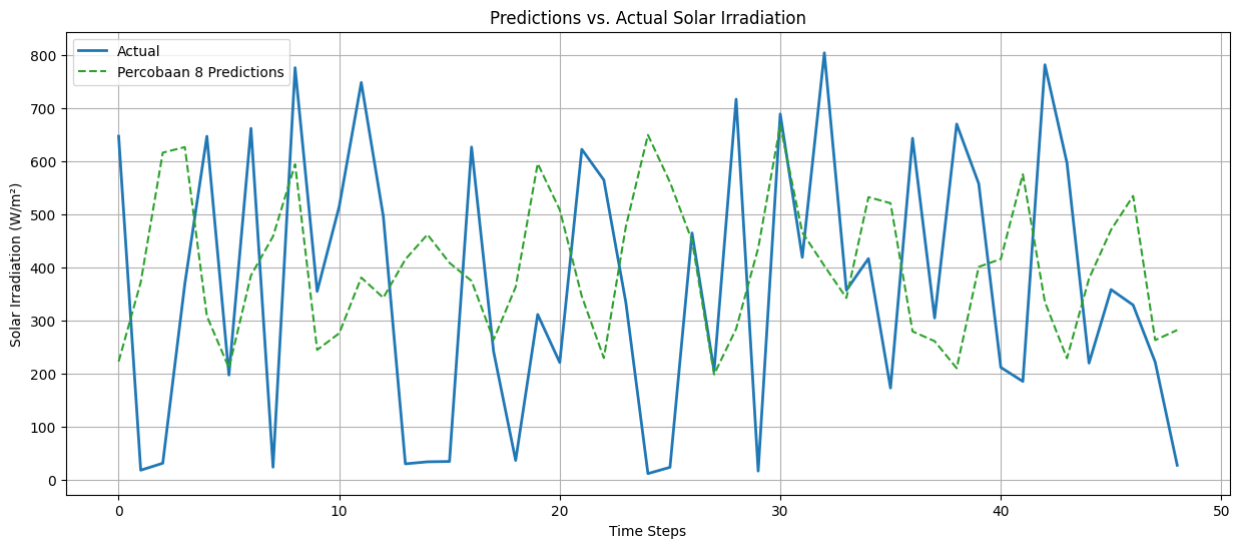 Predictions vs. Actual Solar Irradiation
Actual
Percobaan 8 Predictions
Solar Irradiation (W/m²)
800
700
600
500
400
300
200
100
0
0 10 20 30 40 50
Time Steps